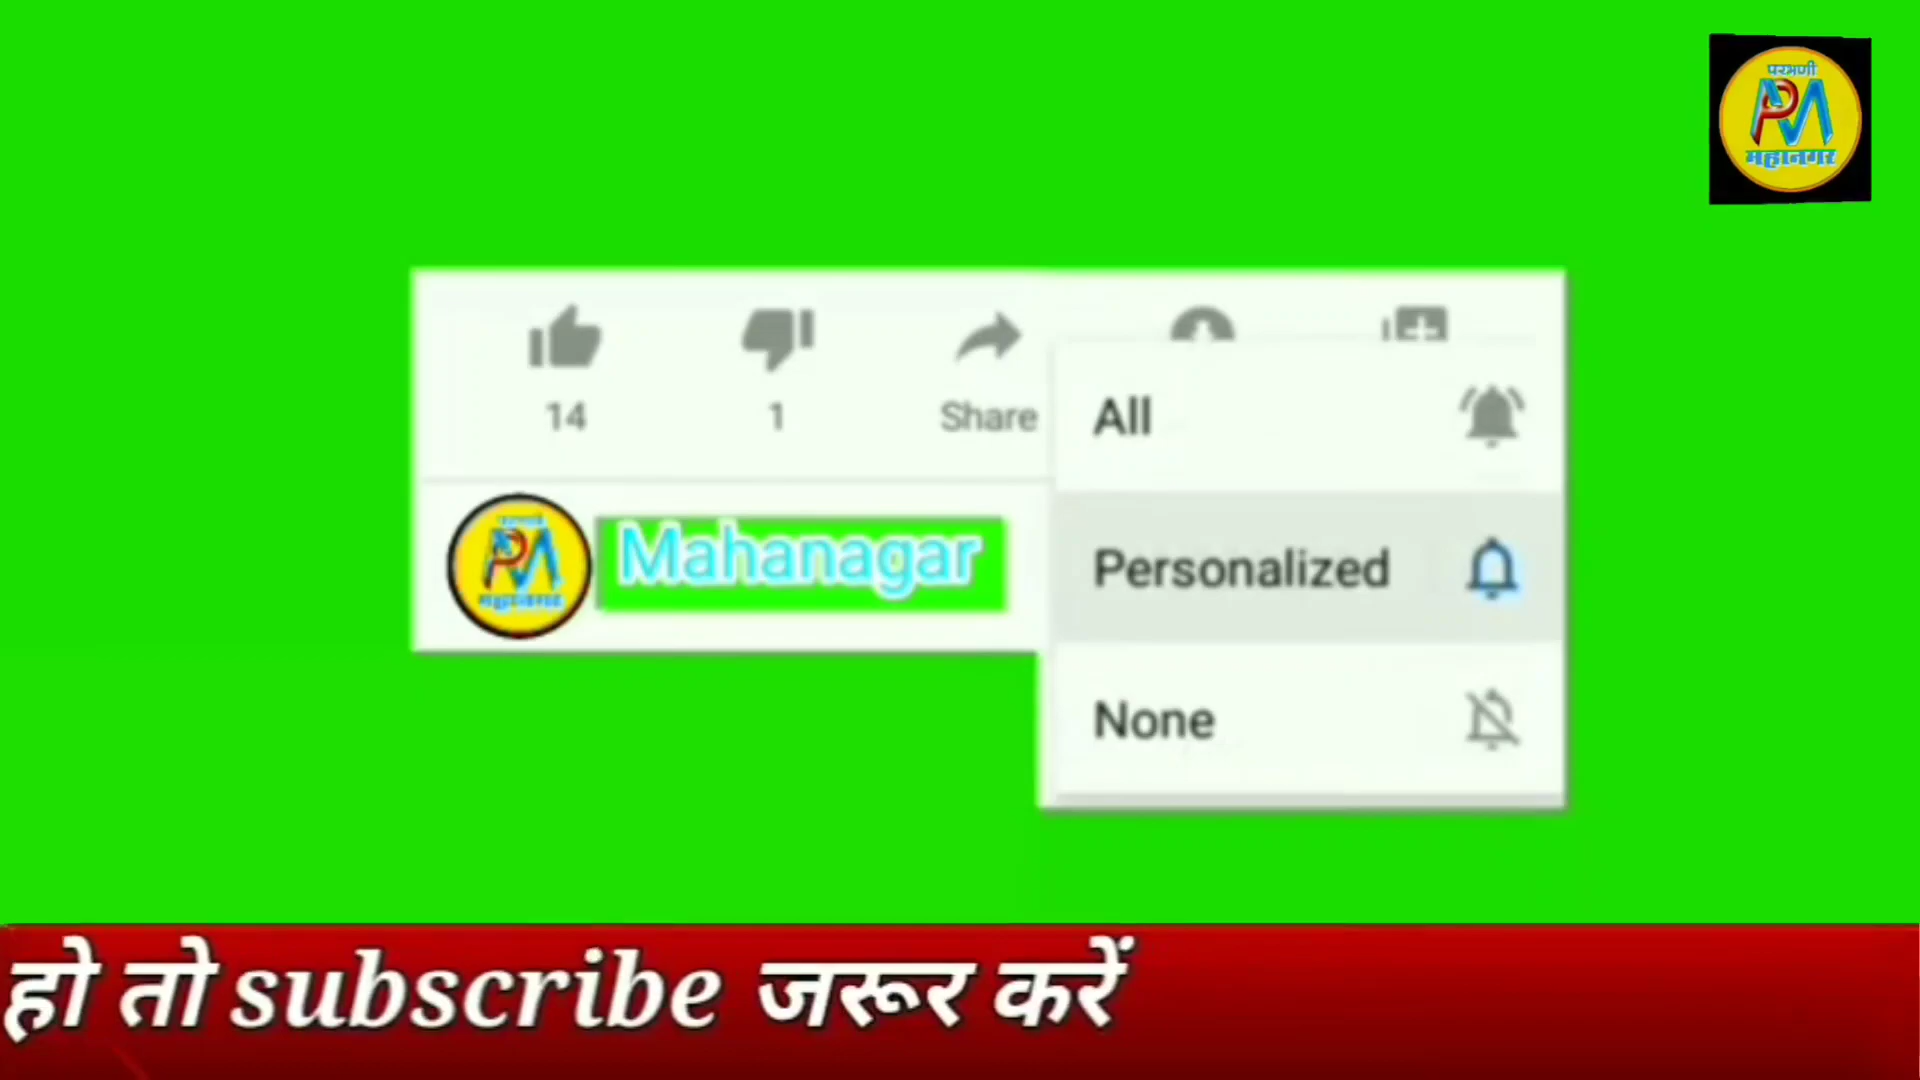 परभणी
PM
महानगर
14
1
Share
All
Mahanagar
Personalized
None
हो तो subscribe जरूर करें